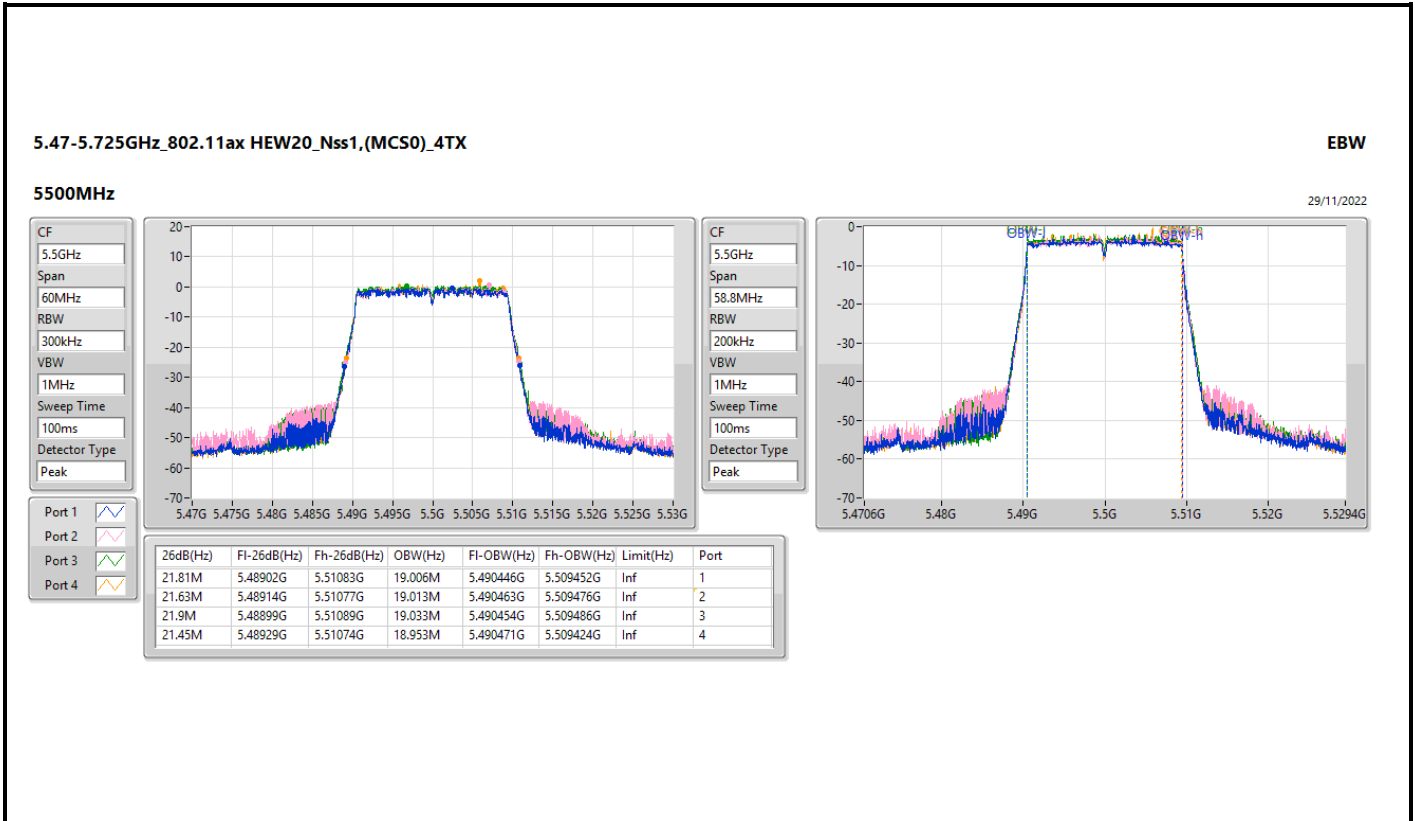 5.47-5.725GHz_802.11ax HEW20_Nss1,(MCS0)_4TX
EBW
5500MHz
29/11/2022
CF
5.5GHz
Span
60MHz
RBW
300kHz
VBW
1MHz
Sweep Time
100ms
Detector Type
Peak
20
10
0
-10
-20
-30
-40
-50
-60
-70
5.47G 5.475G 5.48G 5.485G 5.49G 5.495G 5.5G 5.505G 5.51G 5.515G 5.52G 5.525G 5.53G
CF
5.5GHz
Span
58.8MHz
RBW
200kHz
VBW
1MHz
Sweep Time
100ms
Detector Type
Peak
OBW-l OBW-h
0
-10
-20
-30
-40
-50
-60
-70
5.4706G 5.48G 5.49G 5.5G 5.51G 5.52G 5.5294G
Port 1
Port 2
Port 3
Port 4
26dB(Hz) Fl-26dB(Hz) Fh-26dB(Hz) OBW(Hz) Fl-OBW(Hz) Fh-OBW(Hz) Limit(Hz) Port
21.81M 5.48902G 5.51083G 19.006M 5.490446G 5.509452G Inf 1
21.63M 5.48914G 5.51077G 19.013M 5.490463G 5.509476G Inf 2
21.9M 5.48899G 5.51089G 19.033M 5.490454G 5.509486G Inf 3
21.45M 5.48929G 5.51074G 18.953M 5.490471G 5.509424G Inf 4